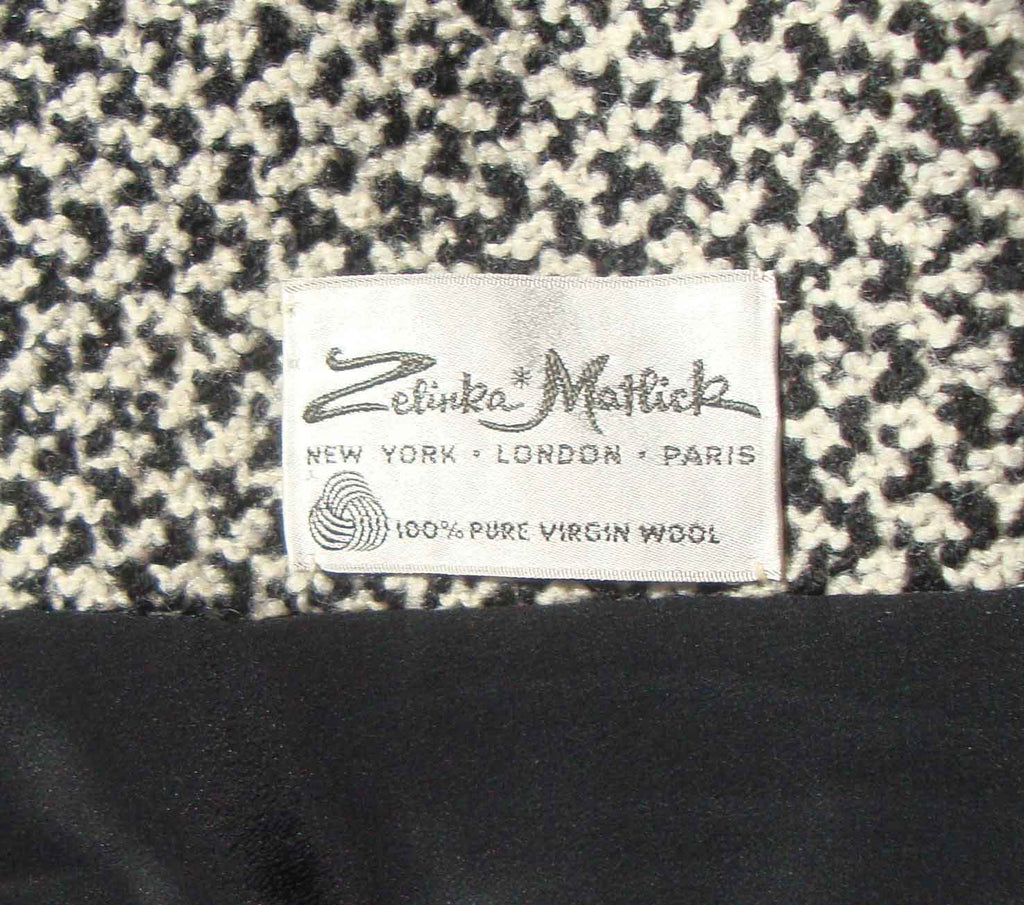 Zelinka*Matlick
NEW YORK • LONDON • PARIS
100% PURE VIRGIN WOOL